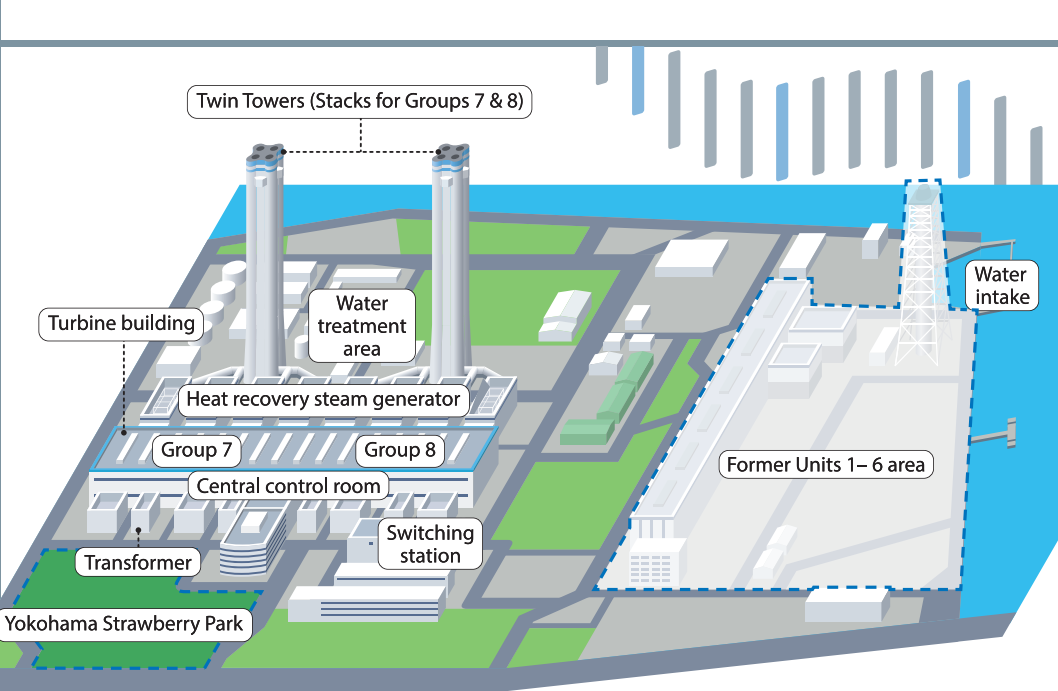 Twin Towers (Stacks for Groups 7 & 8)
Water
intake
Turbine building
Water
treatment
area
Heat recovery steam generator
Group 7
Group 8
Former Units 1–6 area
Central control room
Switching
station
Transformer
Yokohama Strawberry Park